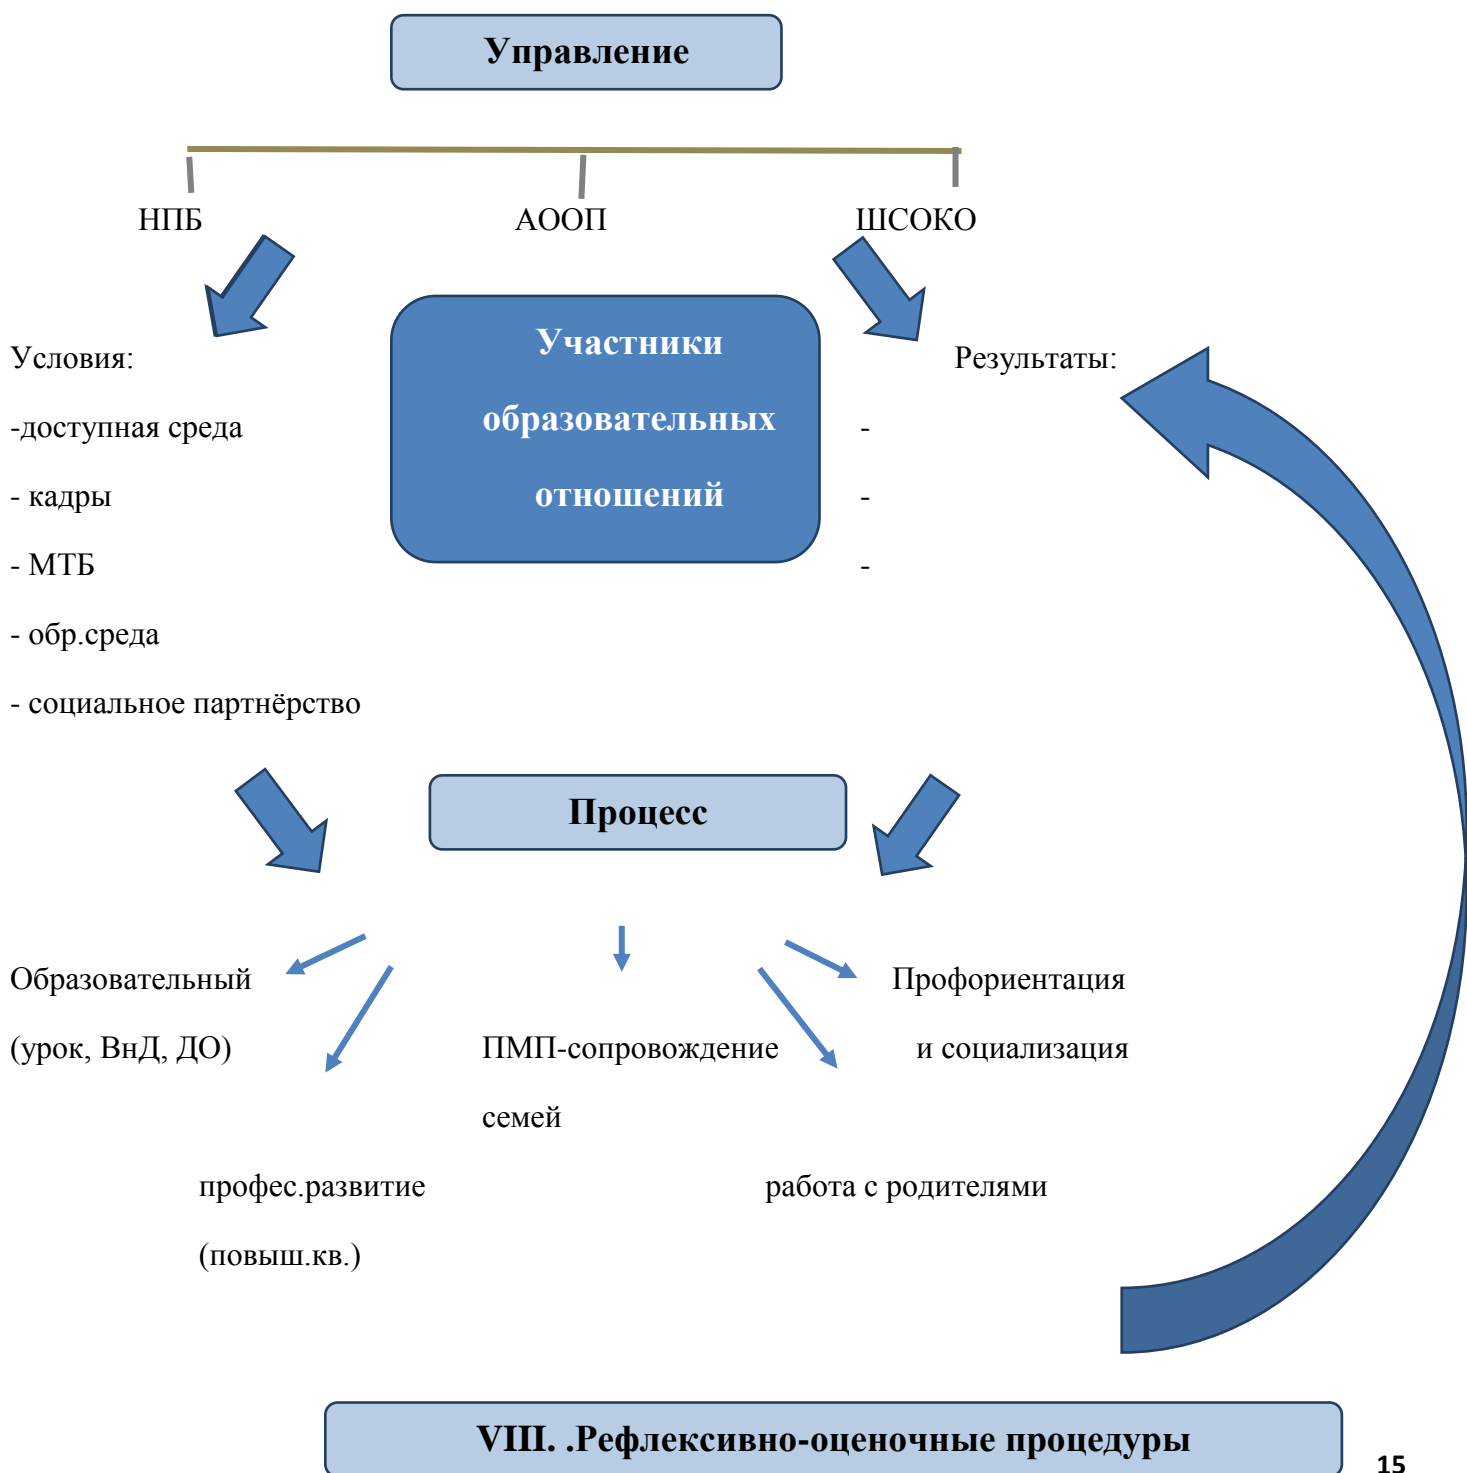 Управление
НПБ АООП ШСОКО
Участники
Условия: Результаты:
-доступная среда образовательных -
- кадры отношений -
- МТБ -
- обр.среда
- социальное партнёрство
Процесс
Образовательный Профориентация
(урок, ВнД, ДО) ПМП-сопровождение и социализация
семей
профес.развитие работа с родителями
(повыш.кв.)
VIII. .Рефлексивно-оценочные процедуры
15